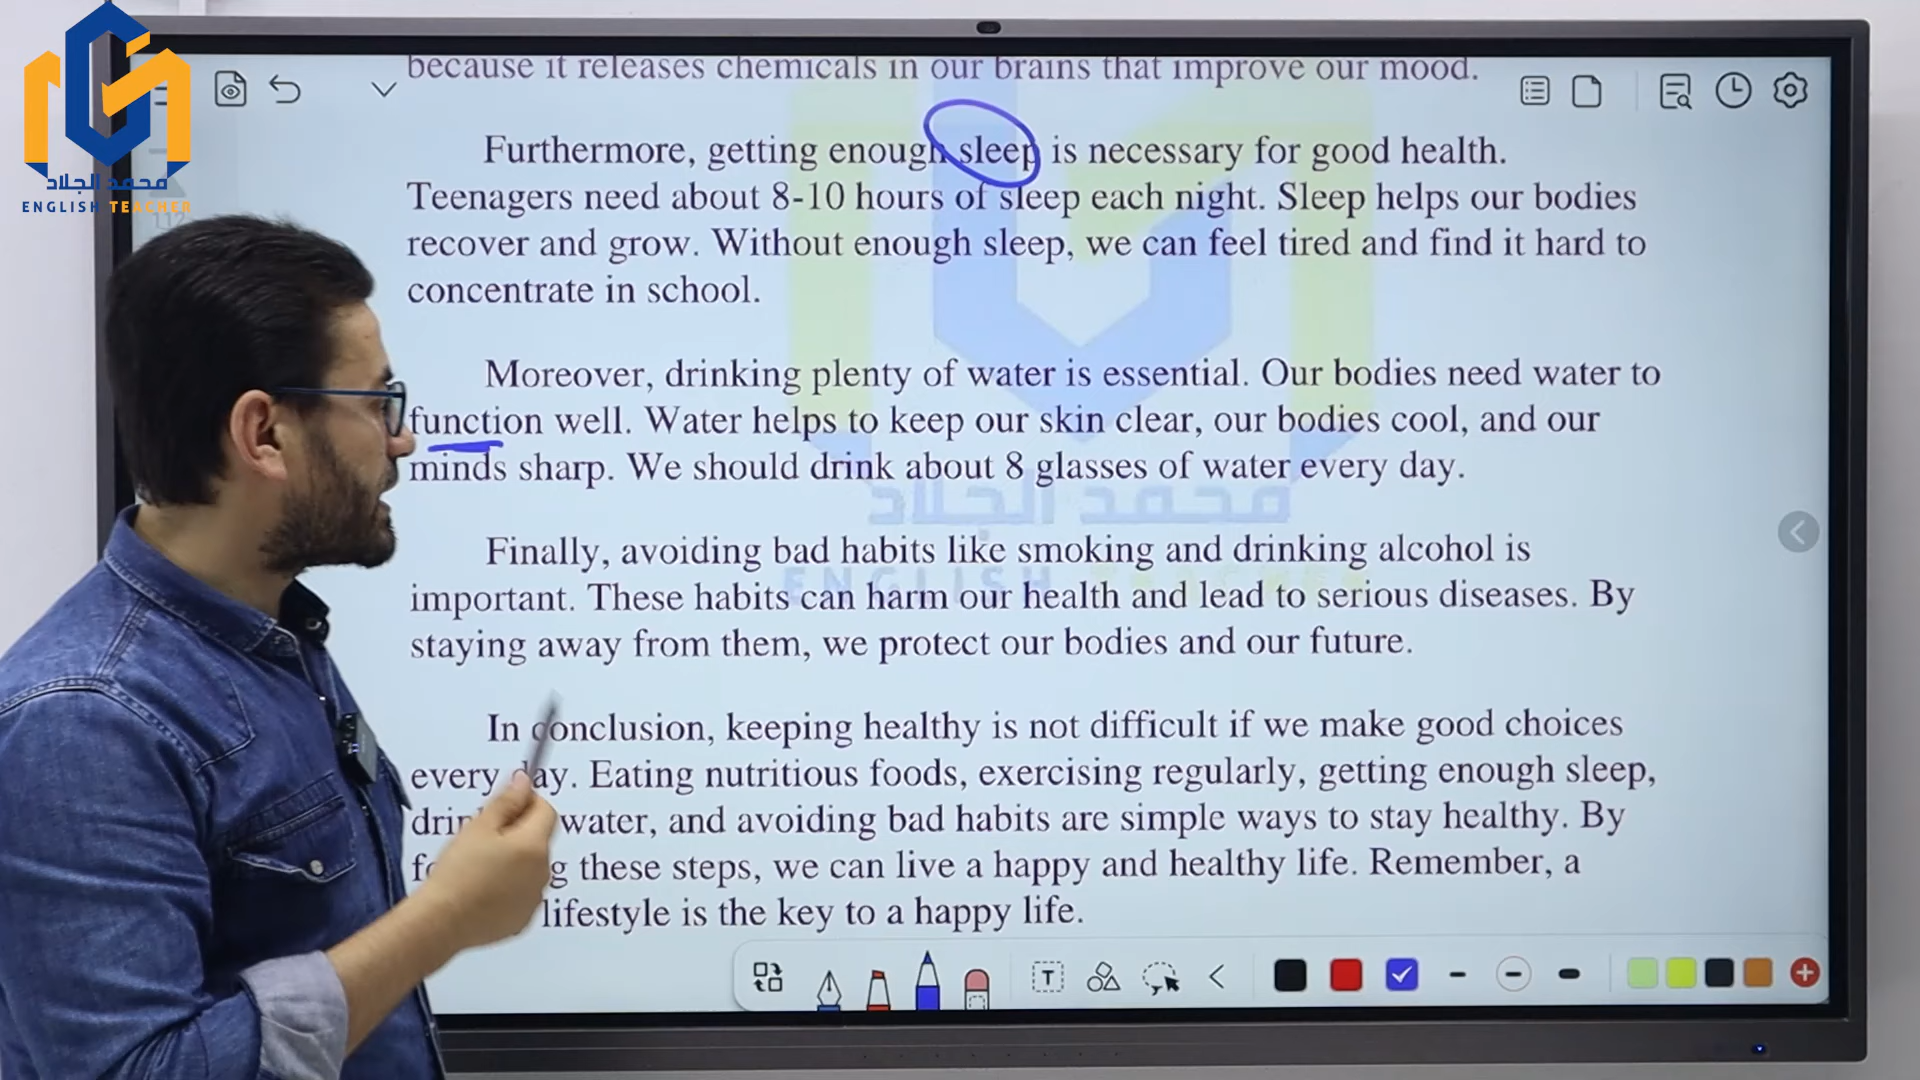 because it releases chemicals in our brains that improve our mood.
محمد الجلاد
ENGLISH TEACHER
Furthermore, getting enough sleep is necessary for good health.
Teenagers need about 8-10 hours of sleep each night. Sleep helps our bodies
recover and grow. Without enough sleep, we can feel tired and find it hard to
concentrate in school.
Moreover, drinking plenty of water is essential. Our bodies need water to
function well. Water helps to keep our skin clear, our bodies cool, and our
minds sharp. We should drink about 8 glasses of water every day.
محمد الجلاد
ENGLISH TEACHER
Finally, avoiding bad habits like smoking and drinking alcohol is
important. These habits can harm our health and lead to serious diseases. By
staying away from them, we protect our bodies and our future.
In conclusion, keeping healthy is not difficult if we make good choices
every day. Eating nutritious foods, exercising regularly, getting enough sleep,
water, and avoiding bad habits are simple ways to stay healthy. By
these steps, we can live a happy and healthy life. Remember, a
lifestyle is the key to a happy life.
T